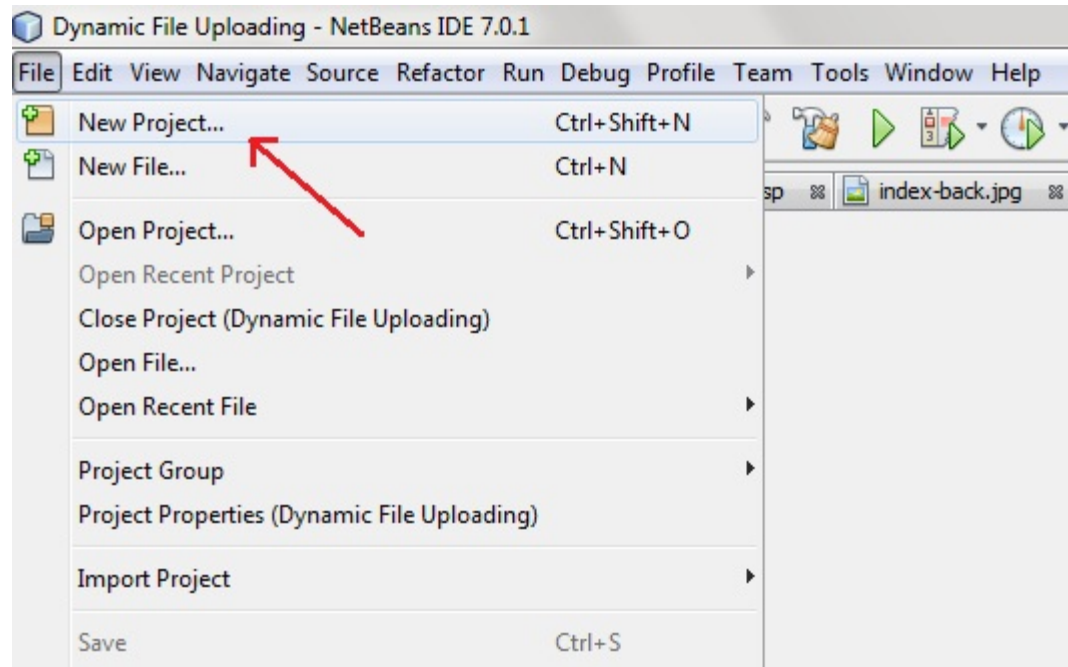 Dynamic File Uploading - NetBeans IDE 7.0.1
File Edit View Navigate Source Refactor Run Debug Profile Team Tools Window Help
New Project... Ctrl+Shift+N
New File... Ctrl+N
sp index-back.jpg
Open Project... Ctrl+Shift+O
Open Recent Project
Close Project (Dynamic File Uploading)
Open File...
Open Recent File
Project Group
Project Properties (Dynamic File Uploading)
Import Project
Save Ctrl+S